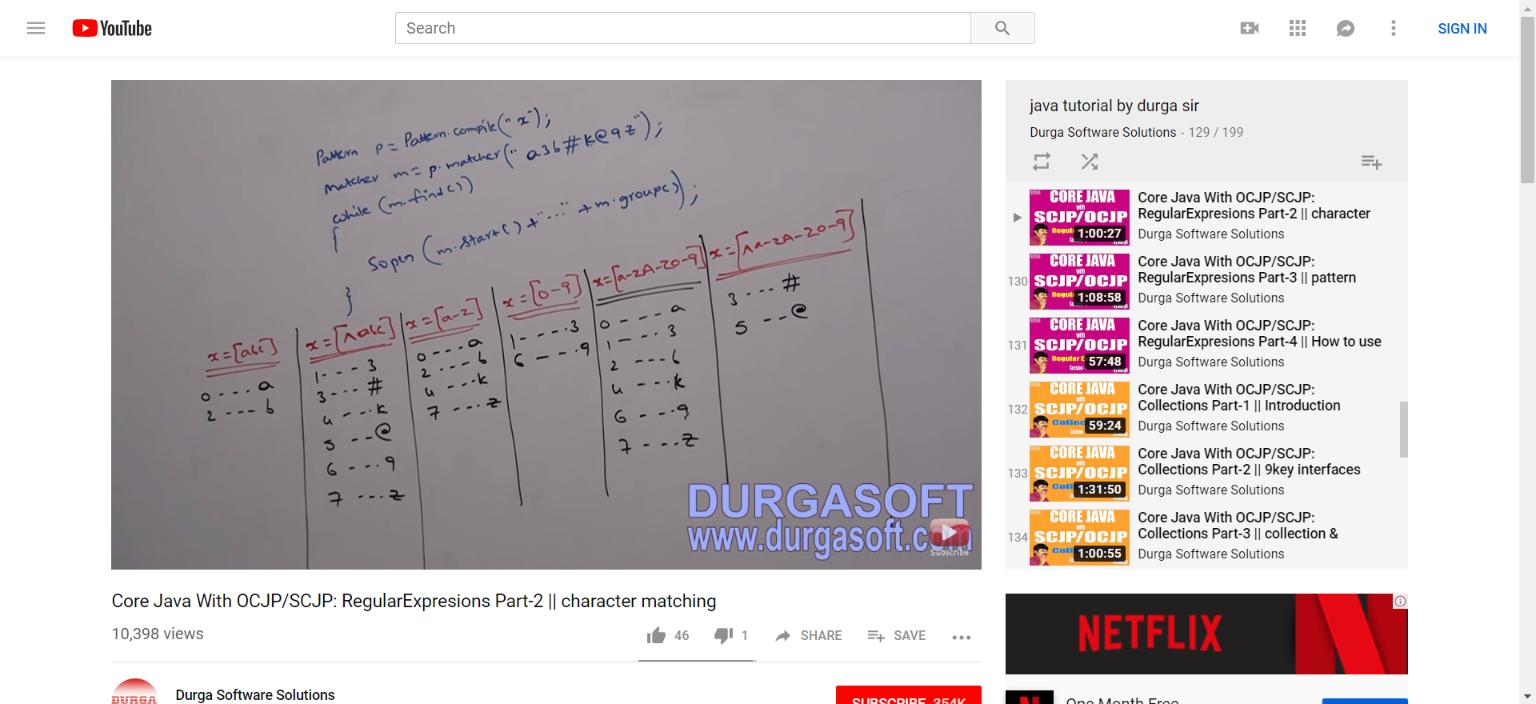 YouTube
Search
SIGN IN
Pattern p = Pattern.compile("x");
matcher m = p.matcher("a3b#k@9z");
while (m.find())
{
Sopln (m.start() + "..." + m.group());
}
x=[abc]
0 ---- a
2 ---- b
x=[^abc]
1 --- 3
3 --- #
4 --- k
5 -- @
6 --- 9
7 --- z
x=[a-z]
0 --- a
2 --- b
4 --- k
7 --- z
x=[0-9]
1 --- 3
6 --- 9
x=[a-zA-Z0-9]
0 --- a
1 --- 3
2 --- b
4 --- k
6 --- 9
7 --- z
x=[^a-zA-Z0-9]
3 --- #
5 -- @
DURGASOFT
www.durgasoft.com
Subscribe
Core Java With OCJP/SCJP: RegularExpresions Part-2 || character matching
10,398 views
46
1
SHARE
SAVE
DURGA
Durga Software Solutions
SUBSCRIBE 354K
java tutorial by durga sir
Durga Software Solutions - 129 / 199
CORE JAVA
with
SCJP/OCJP
1:00:27
Core Java With OCJP/SCJP:
RegularExpresions Part-2 || character
Durga Software Solutions
130
CORE JAVA
with
SCJP/OCJP
1:08:58
Core Java With OCJP/SCJP:
RegularExpresions Part-3 || pattern
Durga Software Solutions
131
CORE JAVA
with
SCJP/OCJP
57:48
Core Java With OCJP/SCJP:
RegularExpresions Part-4 || How to use
Durga Software Solutions
132
CORE JAVA
with
SCJP/OCJP
59:24
Core Java With OCJP/SCJP:
Collections Part-1 || Introduction
Durga Software Solutions
133
CORE JAVA
with
SCJP/OCJP
1:31:50
Core Java With OCJP/SCJP:
Collections Part-2 || 9key interfaces
Durga Software Solutions
134
CORE JAVA
with
SCJP/OCJP
1:00:55
Core Java With OCJP/SCJP:
Collections Part-3 || collection &
Durga Software Solutions
NETFLIX
One Month Free